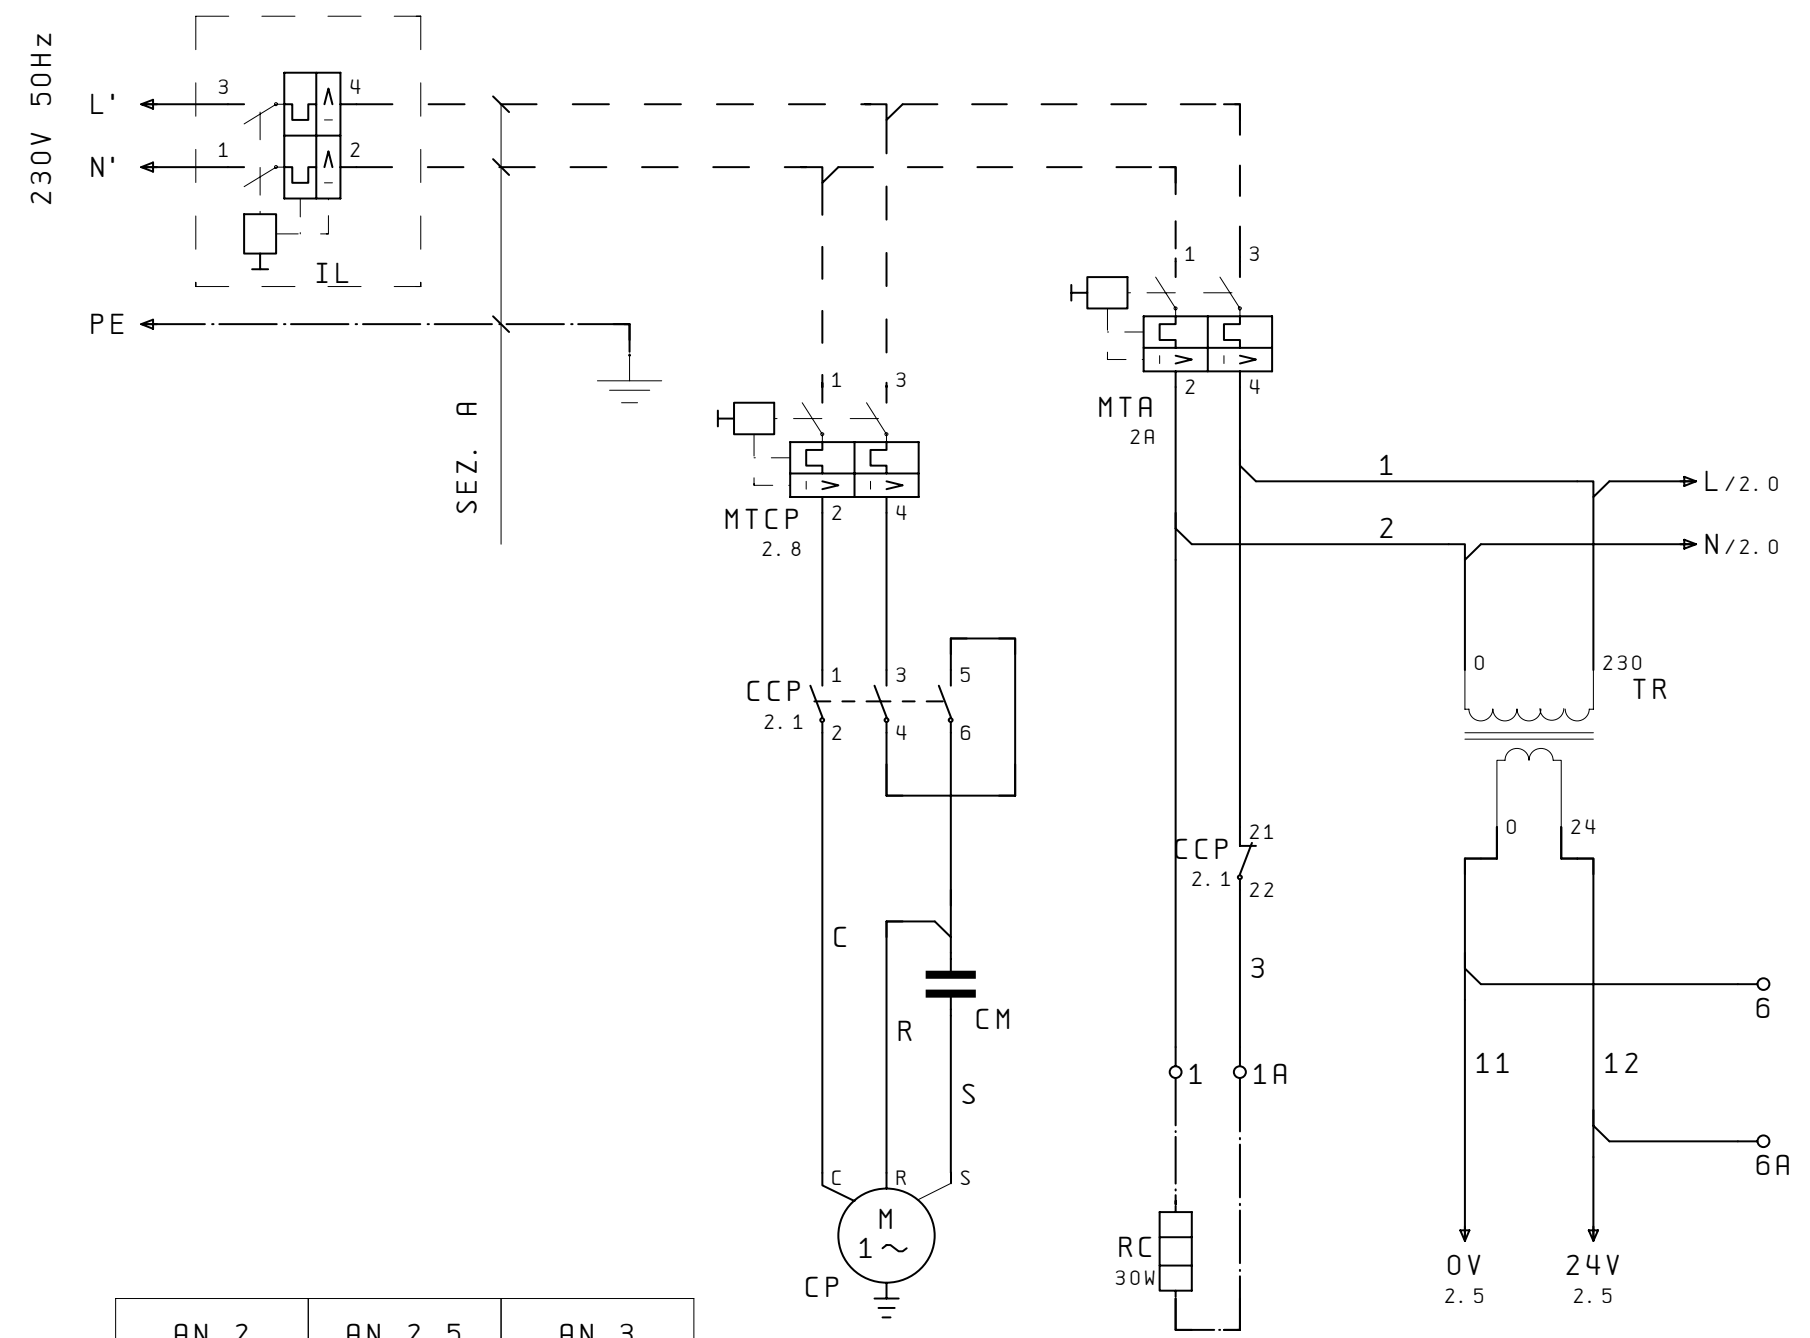 230V 50Hz
L'
3
4
N'
1
2
IL
PE
SEZ. A
1
3
MTA
2A
2
4
1
3
MTCP
2.8
2
4
1
L/2.0
2
N/2.0
CCP
2.1
1
3
5
2
4
6
0
230
TR
0
24
CCP
2.1
21
22
C
R
CM
S
3
6
11
12
1
1A
6A
C
R
S
M
1~
CP
RC
30W
0V
2.5
24V
2.5
AN 2
AN 2.5
AN 3